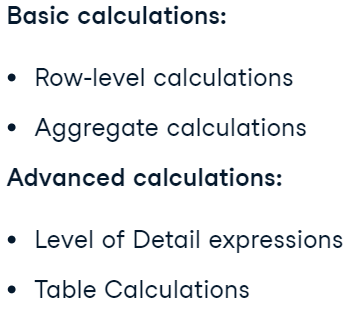 Basic calculations:
• Row-level calculations
• Aggregate calculations
Advanced calculations:
• Level of Detail expressions
• Table Calculations